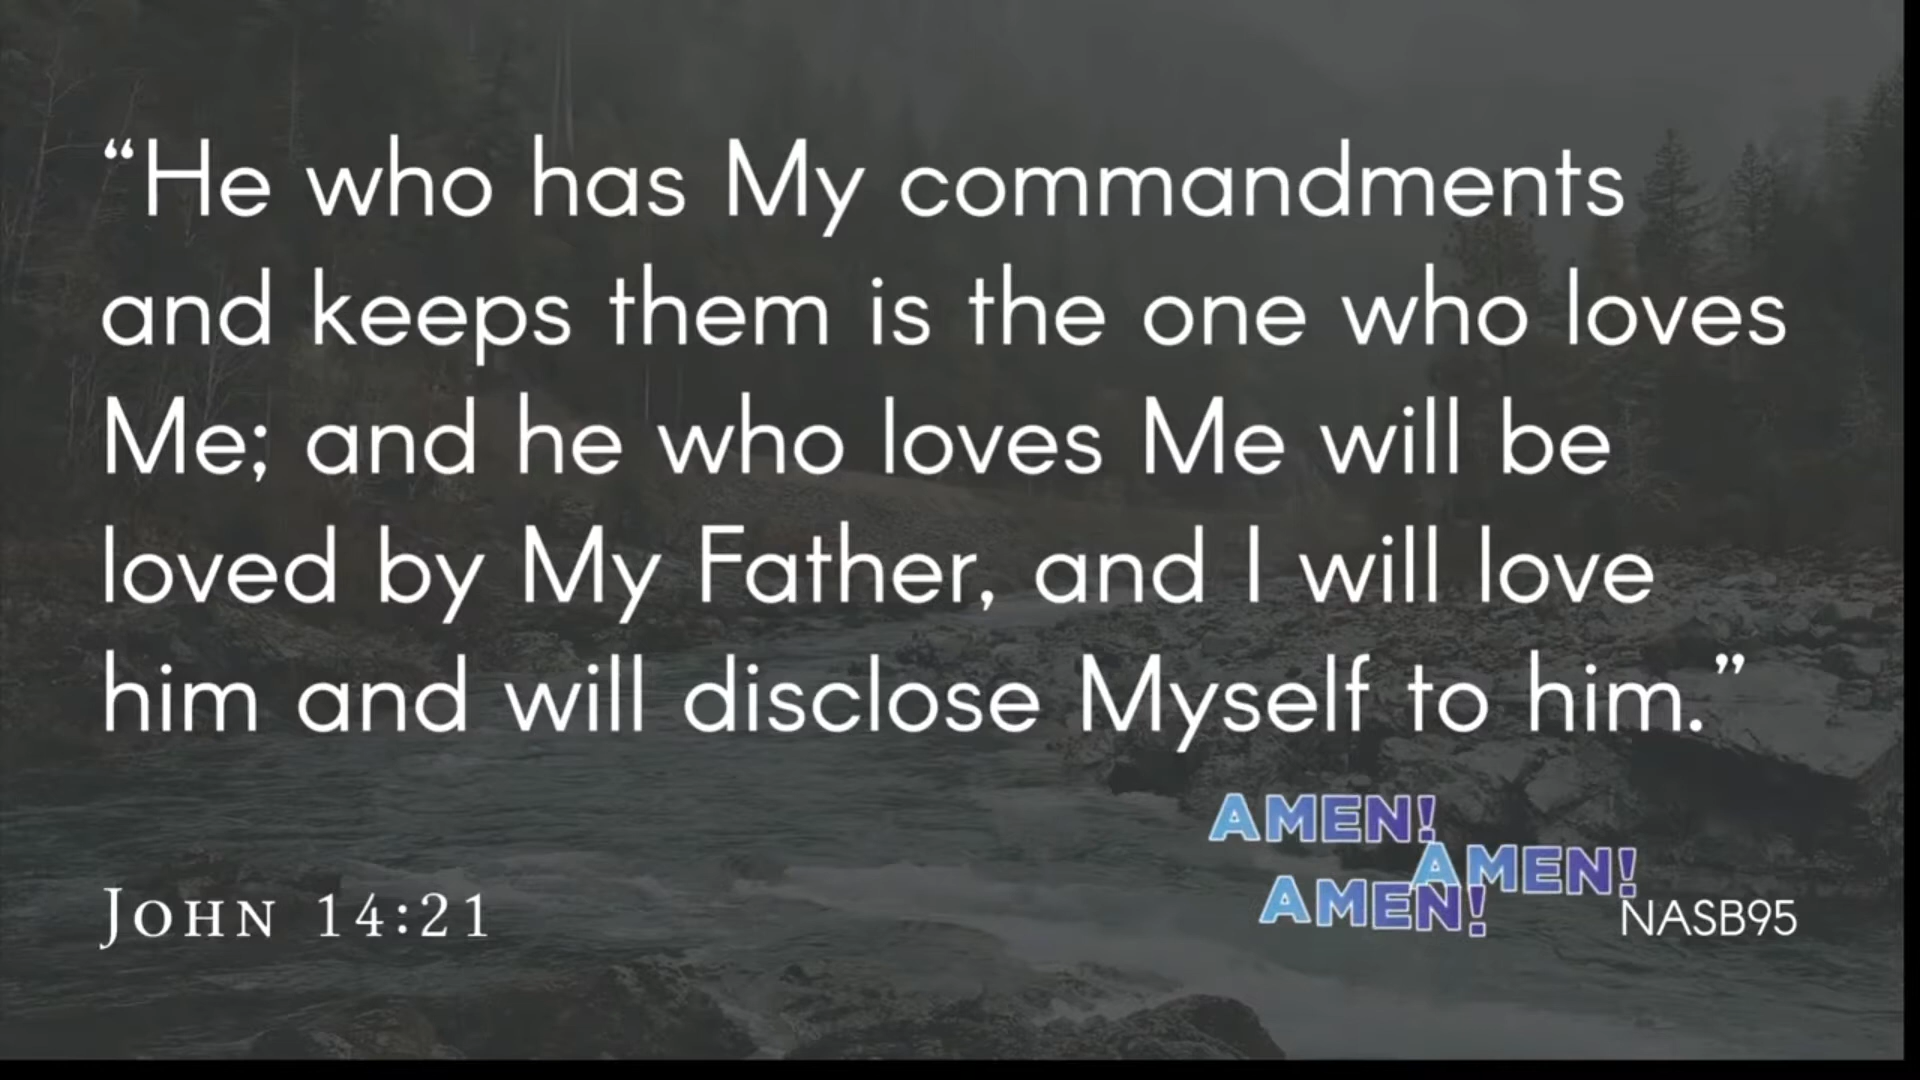 “He who has My commandments
and keeps them is the one who loves
Me; and he who loves Me will be
loved by My Father, and I will love
him and will disclose Myself to him.”
AMEN!
AMEN!
AMEN!
John 14:21
NASB95